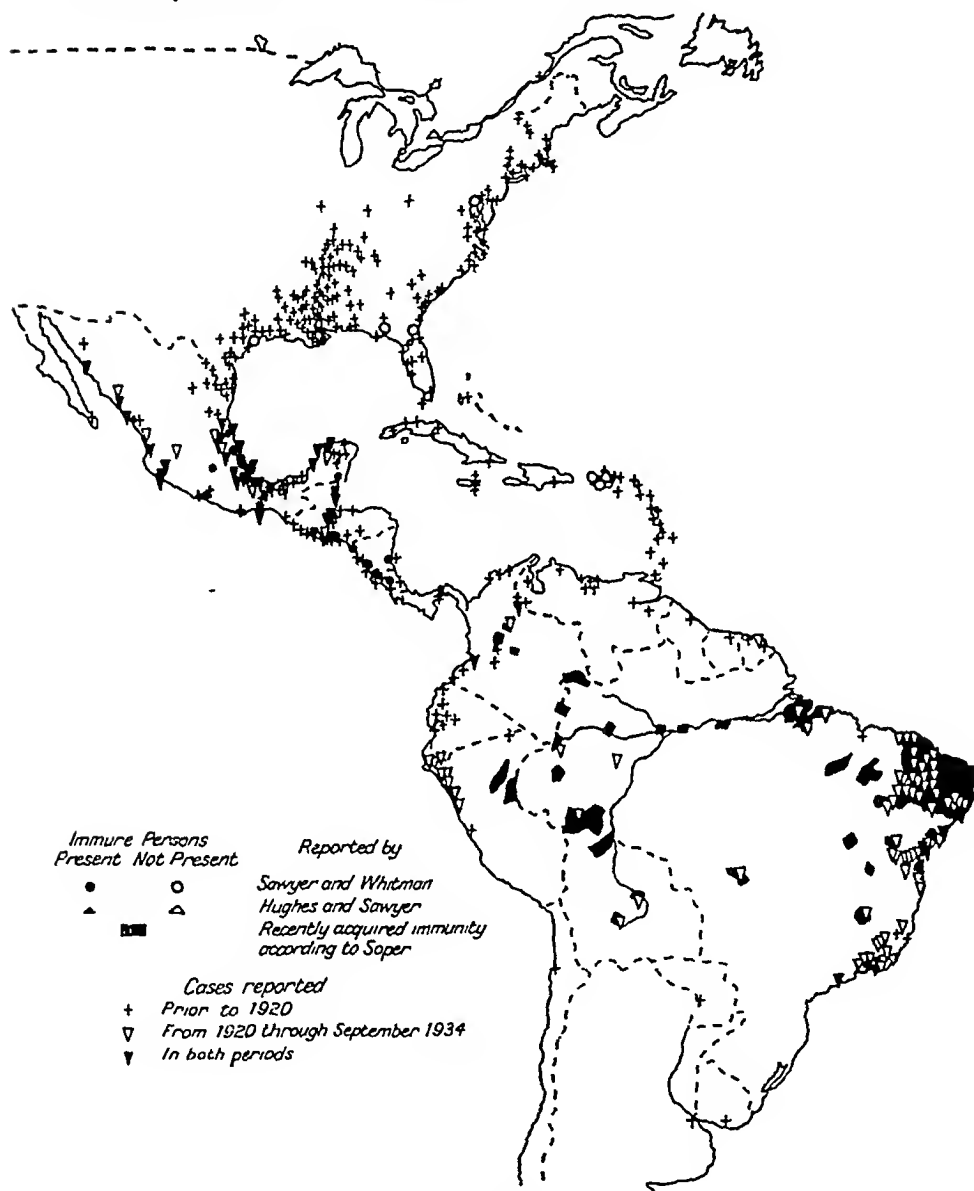 Immune Persons
Present Not Present
Reported by
Sawyer and Whitman
Hughes and Sawyer
Recently acquired immunity
according to Soper
Cases reported
Prior to 1920
From 1920 through September 1934
In both periods